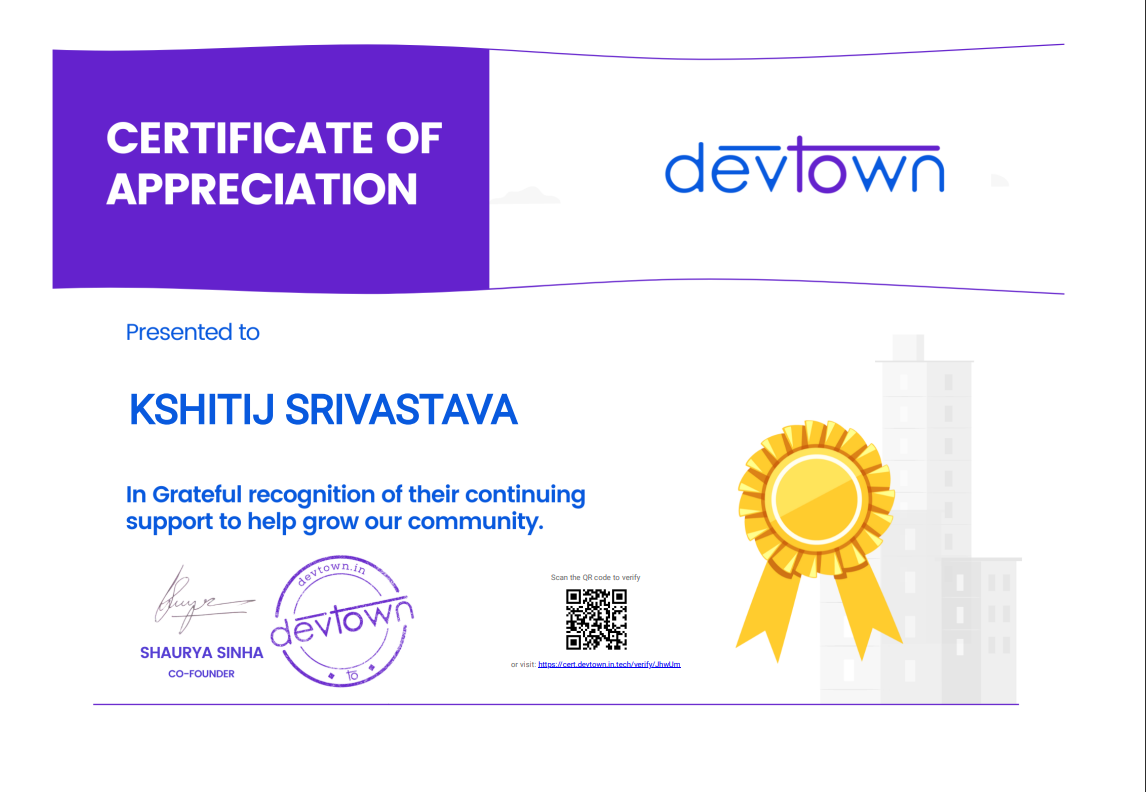 CERTIFICATE OF
APPRECIATION
devtown
Presented to
KSHITIJ SRIVASTAVA
In Grateful recognition of their continuing
support to help grow our community.
devtown.in
devtown
to
SHAURYA SINHA
CO-FOUNDER
Scan the QR code to verify
or visit: https://cert.devtown.in.tech/verify/JhwUm